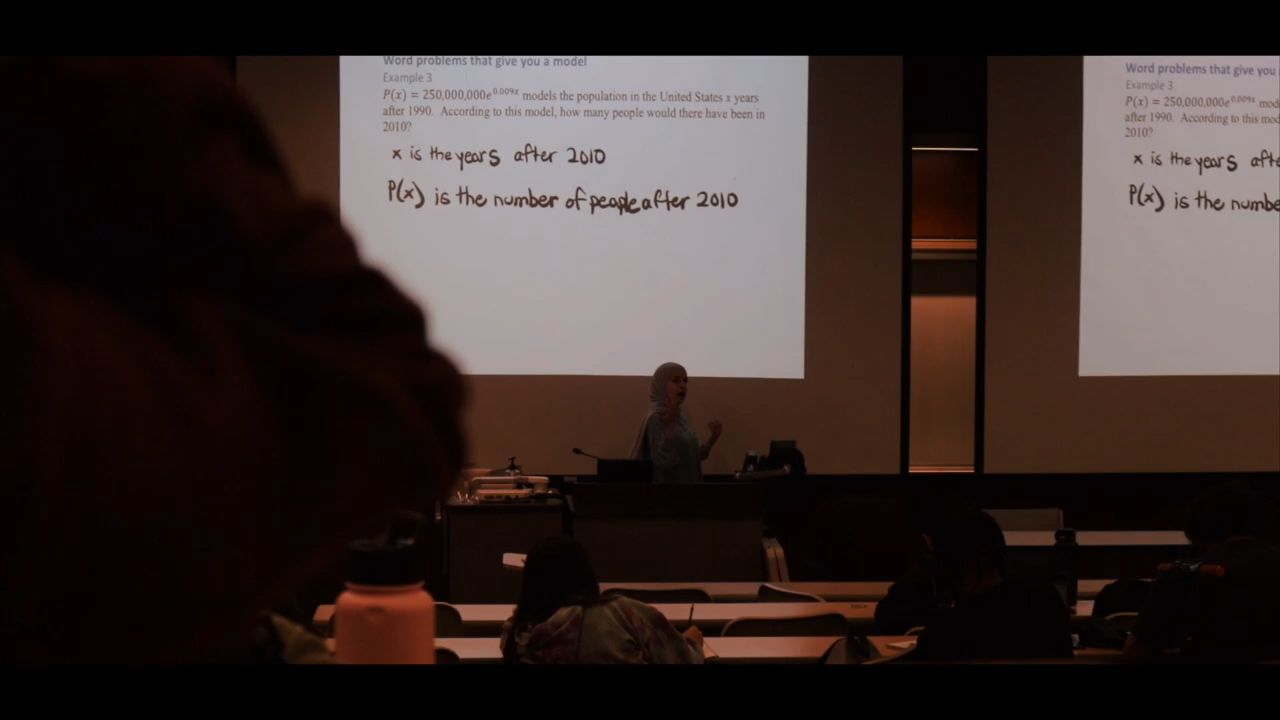 Word problems that give you a model
Example 3
P(x) = 250,000,000e^0.009x models the population in the United States x years
after 1990. According to this model, how many people would there have been in
2010?
x is the years after 2010
P(x) is the number of people after 2010
Word problems that give you
Example 3
P(x) = 250,000,000e^0.009x mod
after 1990. According to this mod
2010?
x is the years afte
P(x) is the numbe